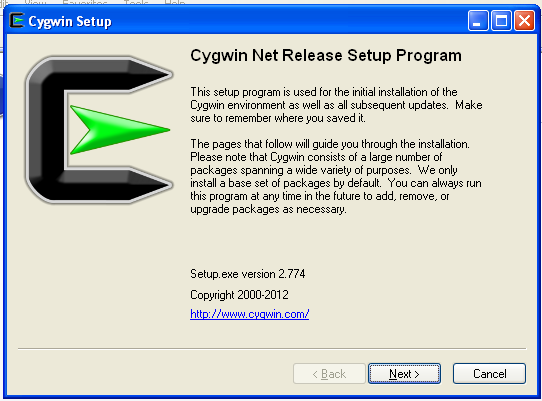 View Favorites Tools Help
Cygwin Setup
Cygwin Net Release Setup Program
This setup program is used for the initial installation of the
Cygwin environment as well as all subsequent updates. Make
sure to remember where you saved it.
The pages that follow will guide you through the installation.
Please note that Cygwin consists of a large number of
packages spanning a wide variety of purposes. We only
install a base set of packages by default. You can always run
this program at any time in the future to add, remove, or
upgrade packages as necessary.
Setup.exe version 2.774
Copyright 2000-2012
http://www.cygwin.com/
< Back Next > Cancel